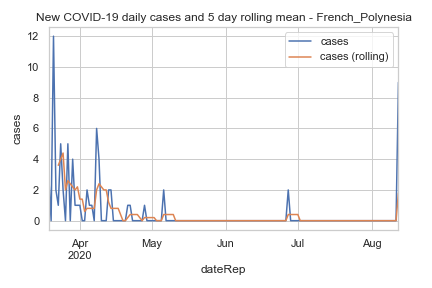 New COVID-19 daily cases and 5 day rolling mean - French_Polynesia
cases
cases (rolling)
12
10
8
6
4
2
0
cases
Apr
2020
May
Jun
Jul
Aug
dateRep